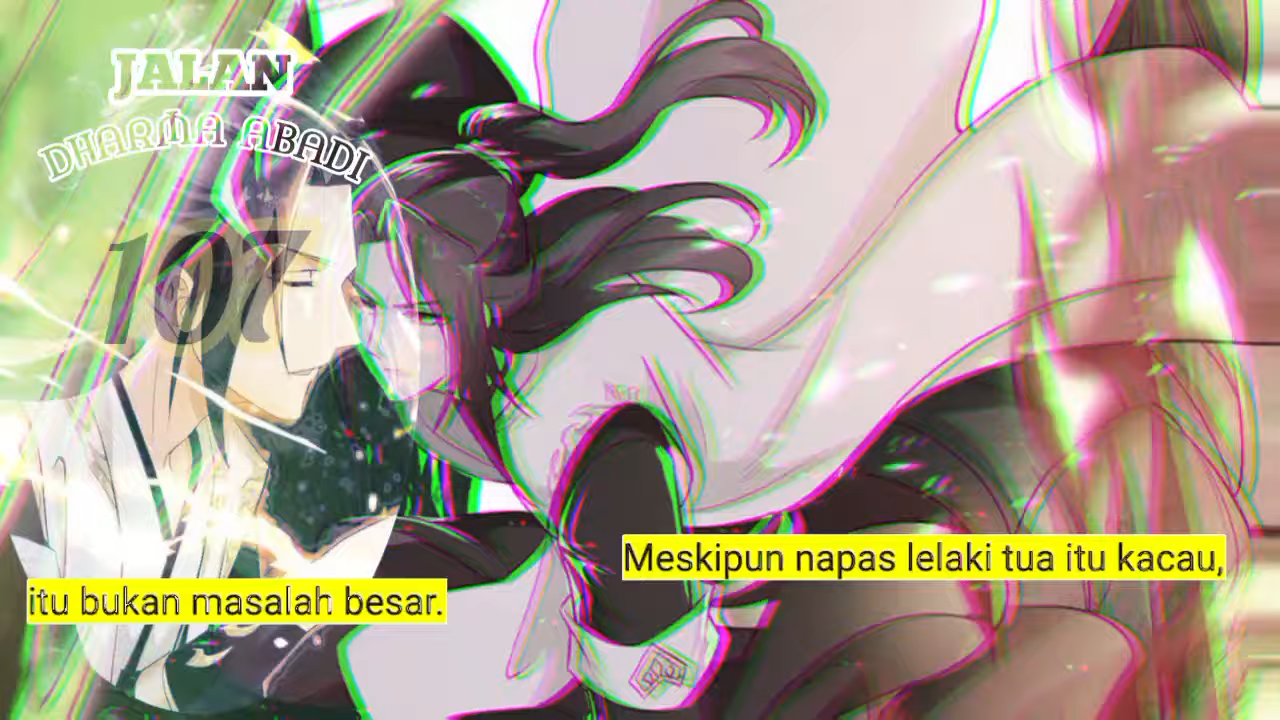 JALAN
DHARMA ABADI
107
Meskipun napas lelaki tua itu kacau,
itu bukan masalah besar.